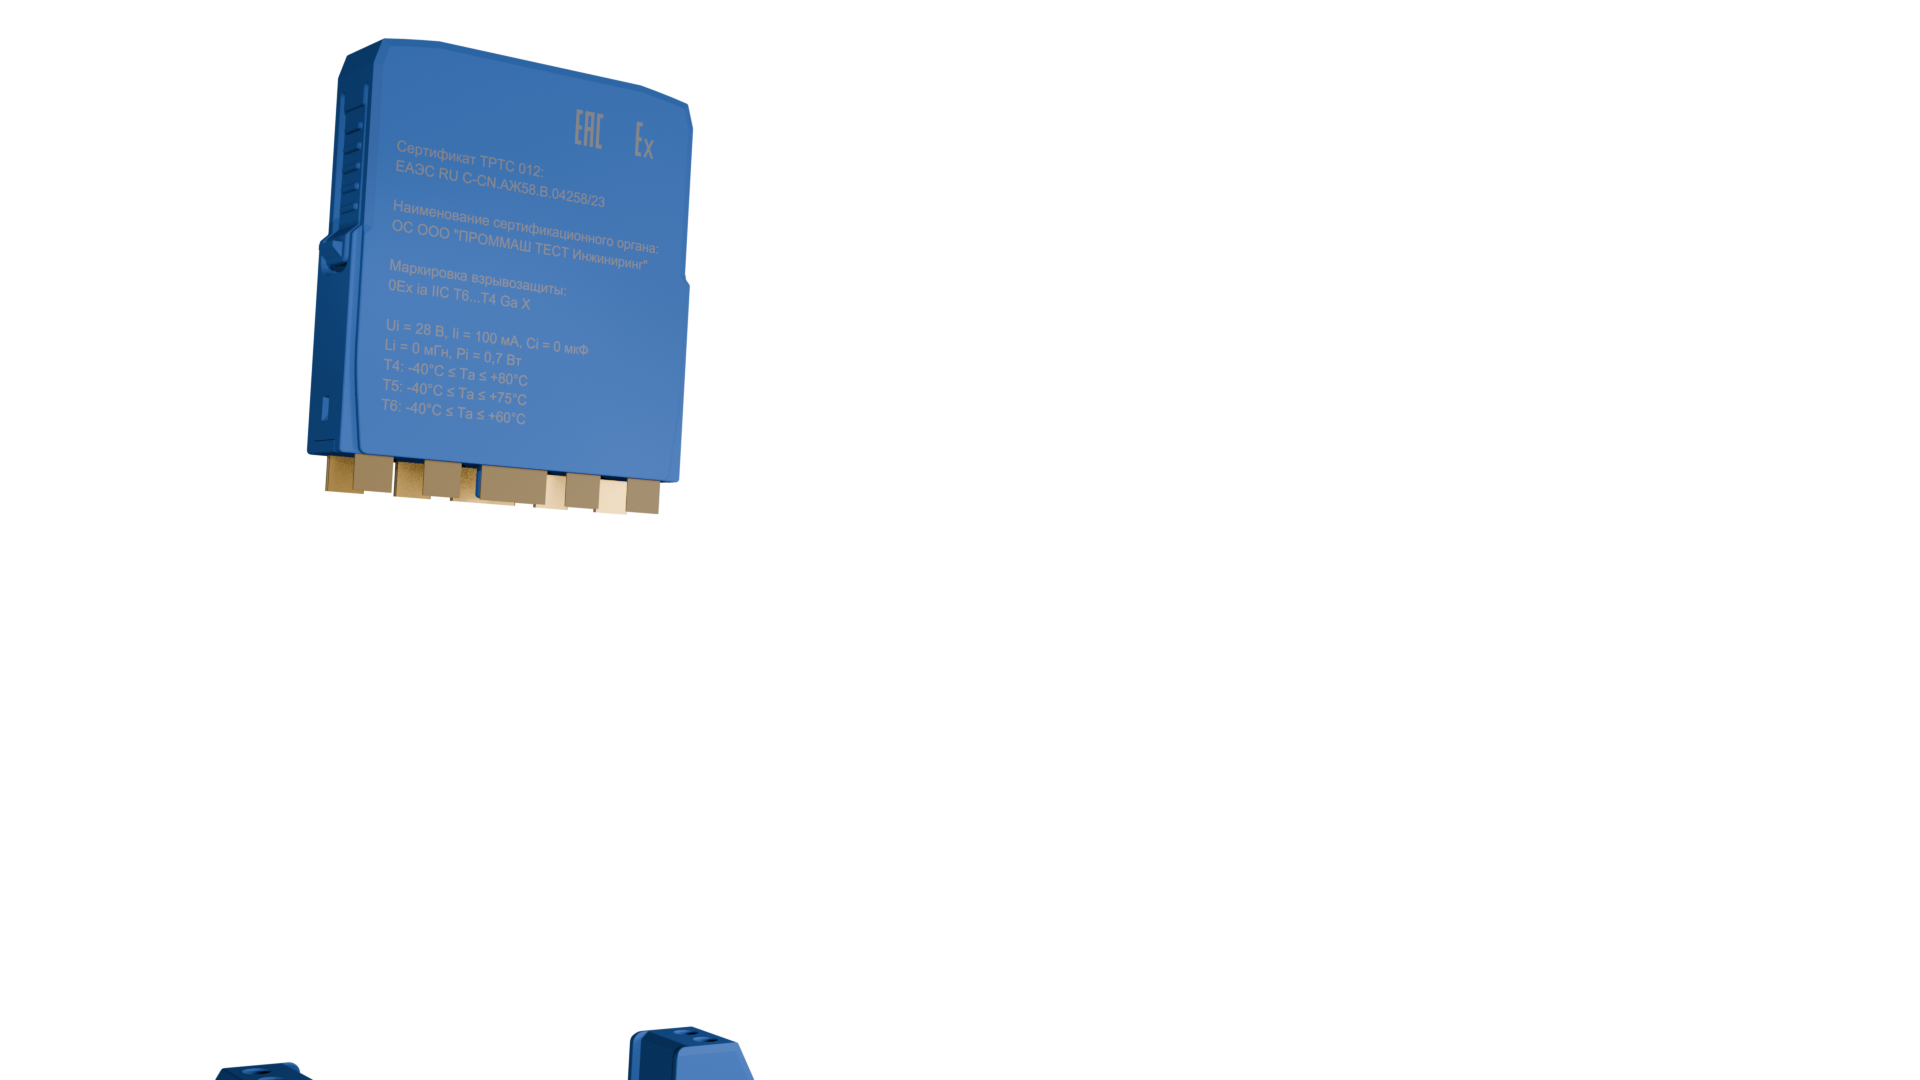 EAC Ex
Сертификат ТРТС 012:
ЕАЭС RU C-CN.АЖ58.В.04258/23
Наименование сертификационного органа:
ОС ООО "ПРОММАШ ТЕСТ Инжиниринг"
Маркировка взрывозащиты:
0Ex ia IIC T6...T4 Ga X
Ui = 28 В, Ii = 100 мА, Ci = 0 мкФ
Li = 0 мГн, Pi = 0,7 Вт
T4: -40°C ≤ Ta ≤ +80°C
T5: -40°C ≤ Ta ≤ +75°C
T6: -40°C ≤ Ta ≤ +60°C